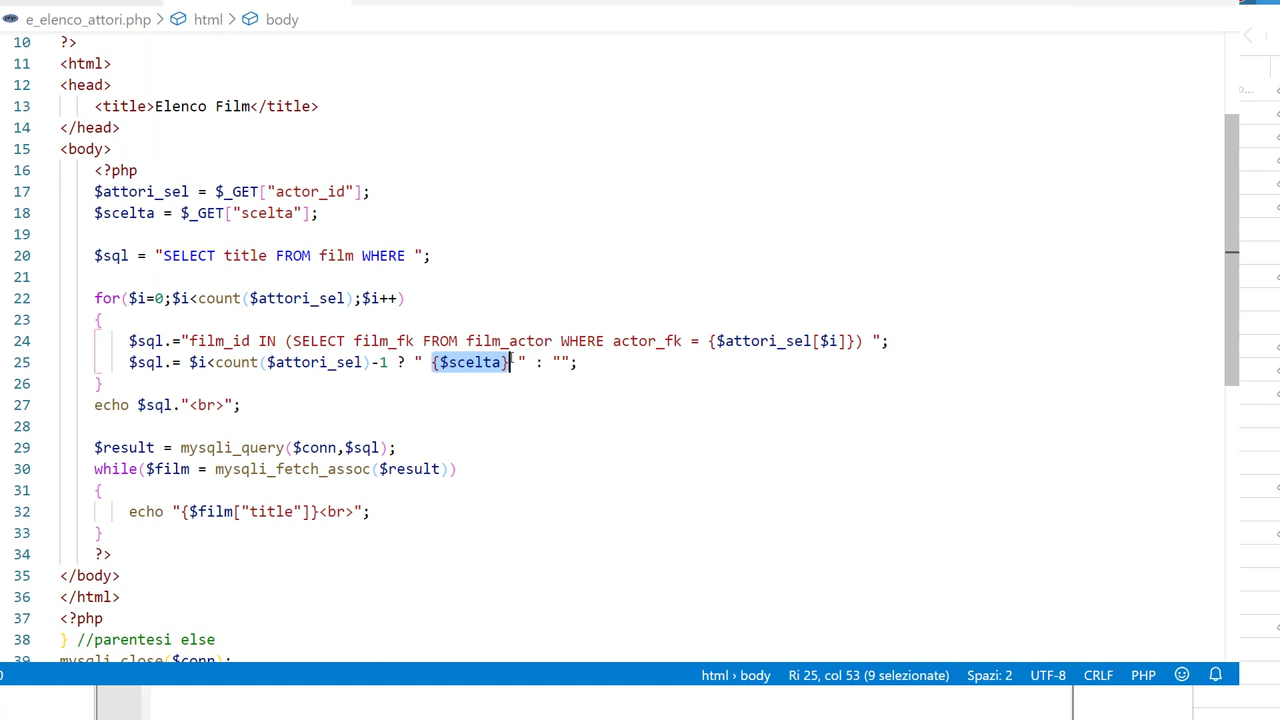 e_elenco_attori.php > html > body
10 ?>
11 <html>
12 <head>
13 <title>Elenco Film</title>
14 </head>
15 <body>
16 <?php
17 $attori_sel = $_GET["actor_id"];
18 $scelta = $_GET["scelta"];
19
20 $sql = "SELECT title FROM film WHERE ";
21
22 for($i=0;$i<count($attori_sel);$i++)
23 {
24 $sql.="film_id IN (SELECT film_fk FROM film_actor WHERE actor_fk = {$attori_sel[$i]}) ";
25 $sql.= $i<count($attori_sel)-1 ? " {$scelta} " : "";
26 }
27 echo $sql."<br>";
28
29 $result = mysqli_query($conn,$sql);
30 while($film = mysqli_fetch_assoc($result))
31 {
32 echo "{$film["title"]}<br>";
33 }
34 ?>
35 </body>
36 </html>
37 <?php
38 } //parentesi else
39 mysqli_close($conn);
0 html > body Ri 25, col 53 (9 selezionate) Spazi: 2 UTF-8 CRLF PHP